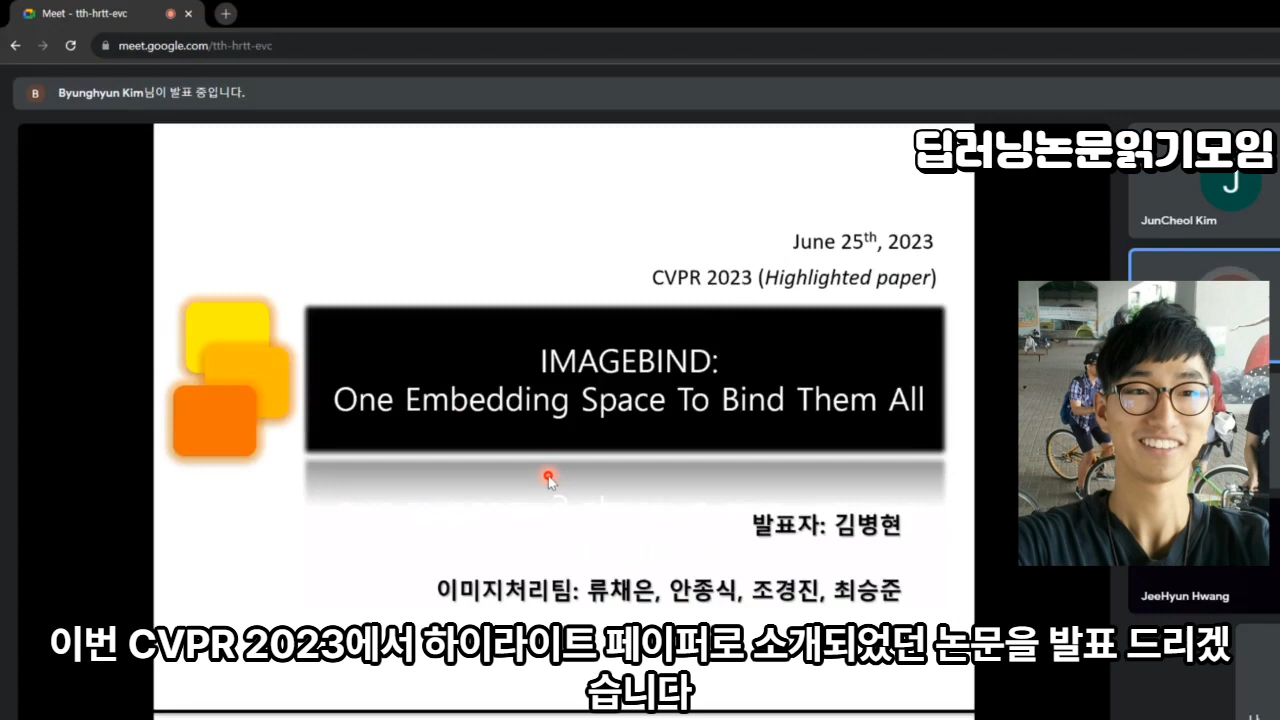 Meet - tth-hrtt-evc
meet.google.com/tth-hrtt-evc
B Byunghyun Kim님이 발표 중입니다.
딥러닝논문읽기모임
J
JunCheol Kim
June 25th, 2023
CVPR 2023 (Highlighted paper)
IMAGEBIND:
One Embedding Space To Bind Them All
발표자: 김병현
이미지처리팀: 류채은, 안종식, 조경진, 최승준
JeeHyun Hwang
이번 CVPR 2023에서 하이라이트 페이퍼로 소개되었던 논문을 발표 드리겠
습니다